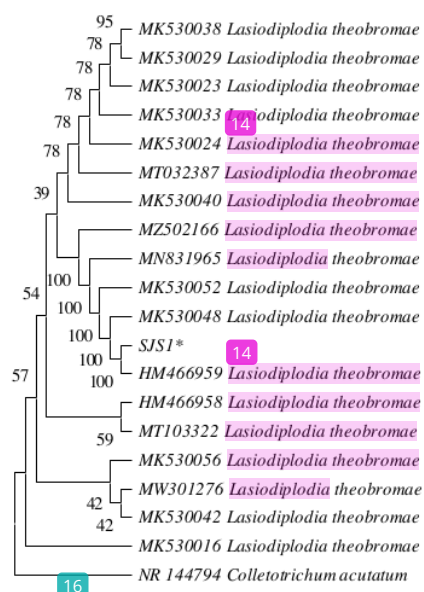 95
MK530038 Lasiodiplodia theobromae
78
MK530029 Lasiodiplodia theobromae
78
MK530023 Lasiodiplodia theobromae
78
MK530033 Lasiodiplodia theobromae
14
78
MK530024 Lasiodiplodia theobromae
78
MT032387 Lasiodiplodia theobromae
39
MK530040 Lasiodiplodia theobromae
MZ502166 Lasiodiplodia theobromae
MN831965 Lasiodiplodia theobromae
100
MK530052 Lasiodiplodia theobromae
54
100
MK530048 Lasiodiplodia theobromae
100
SJS1*
14
100
HM466959 Lasiodiplodia theobromae
57
100
HM466958 Lasiodiplodia theobromae
MT103322 Lasiodiplodia theobromae
59
MK530056 Lasiodiplodia theobromae
MW301276 Lasiodiplodia theobromae
42
MK530042 Lasiodiplodia theobromae
42
MK530016 Lasiodiplodia theobromae
NR 144794 Colletotrichum acutatum
16